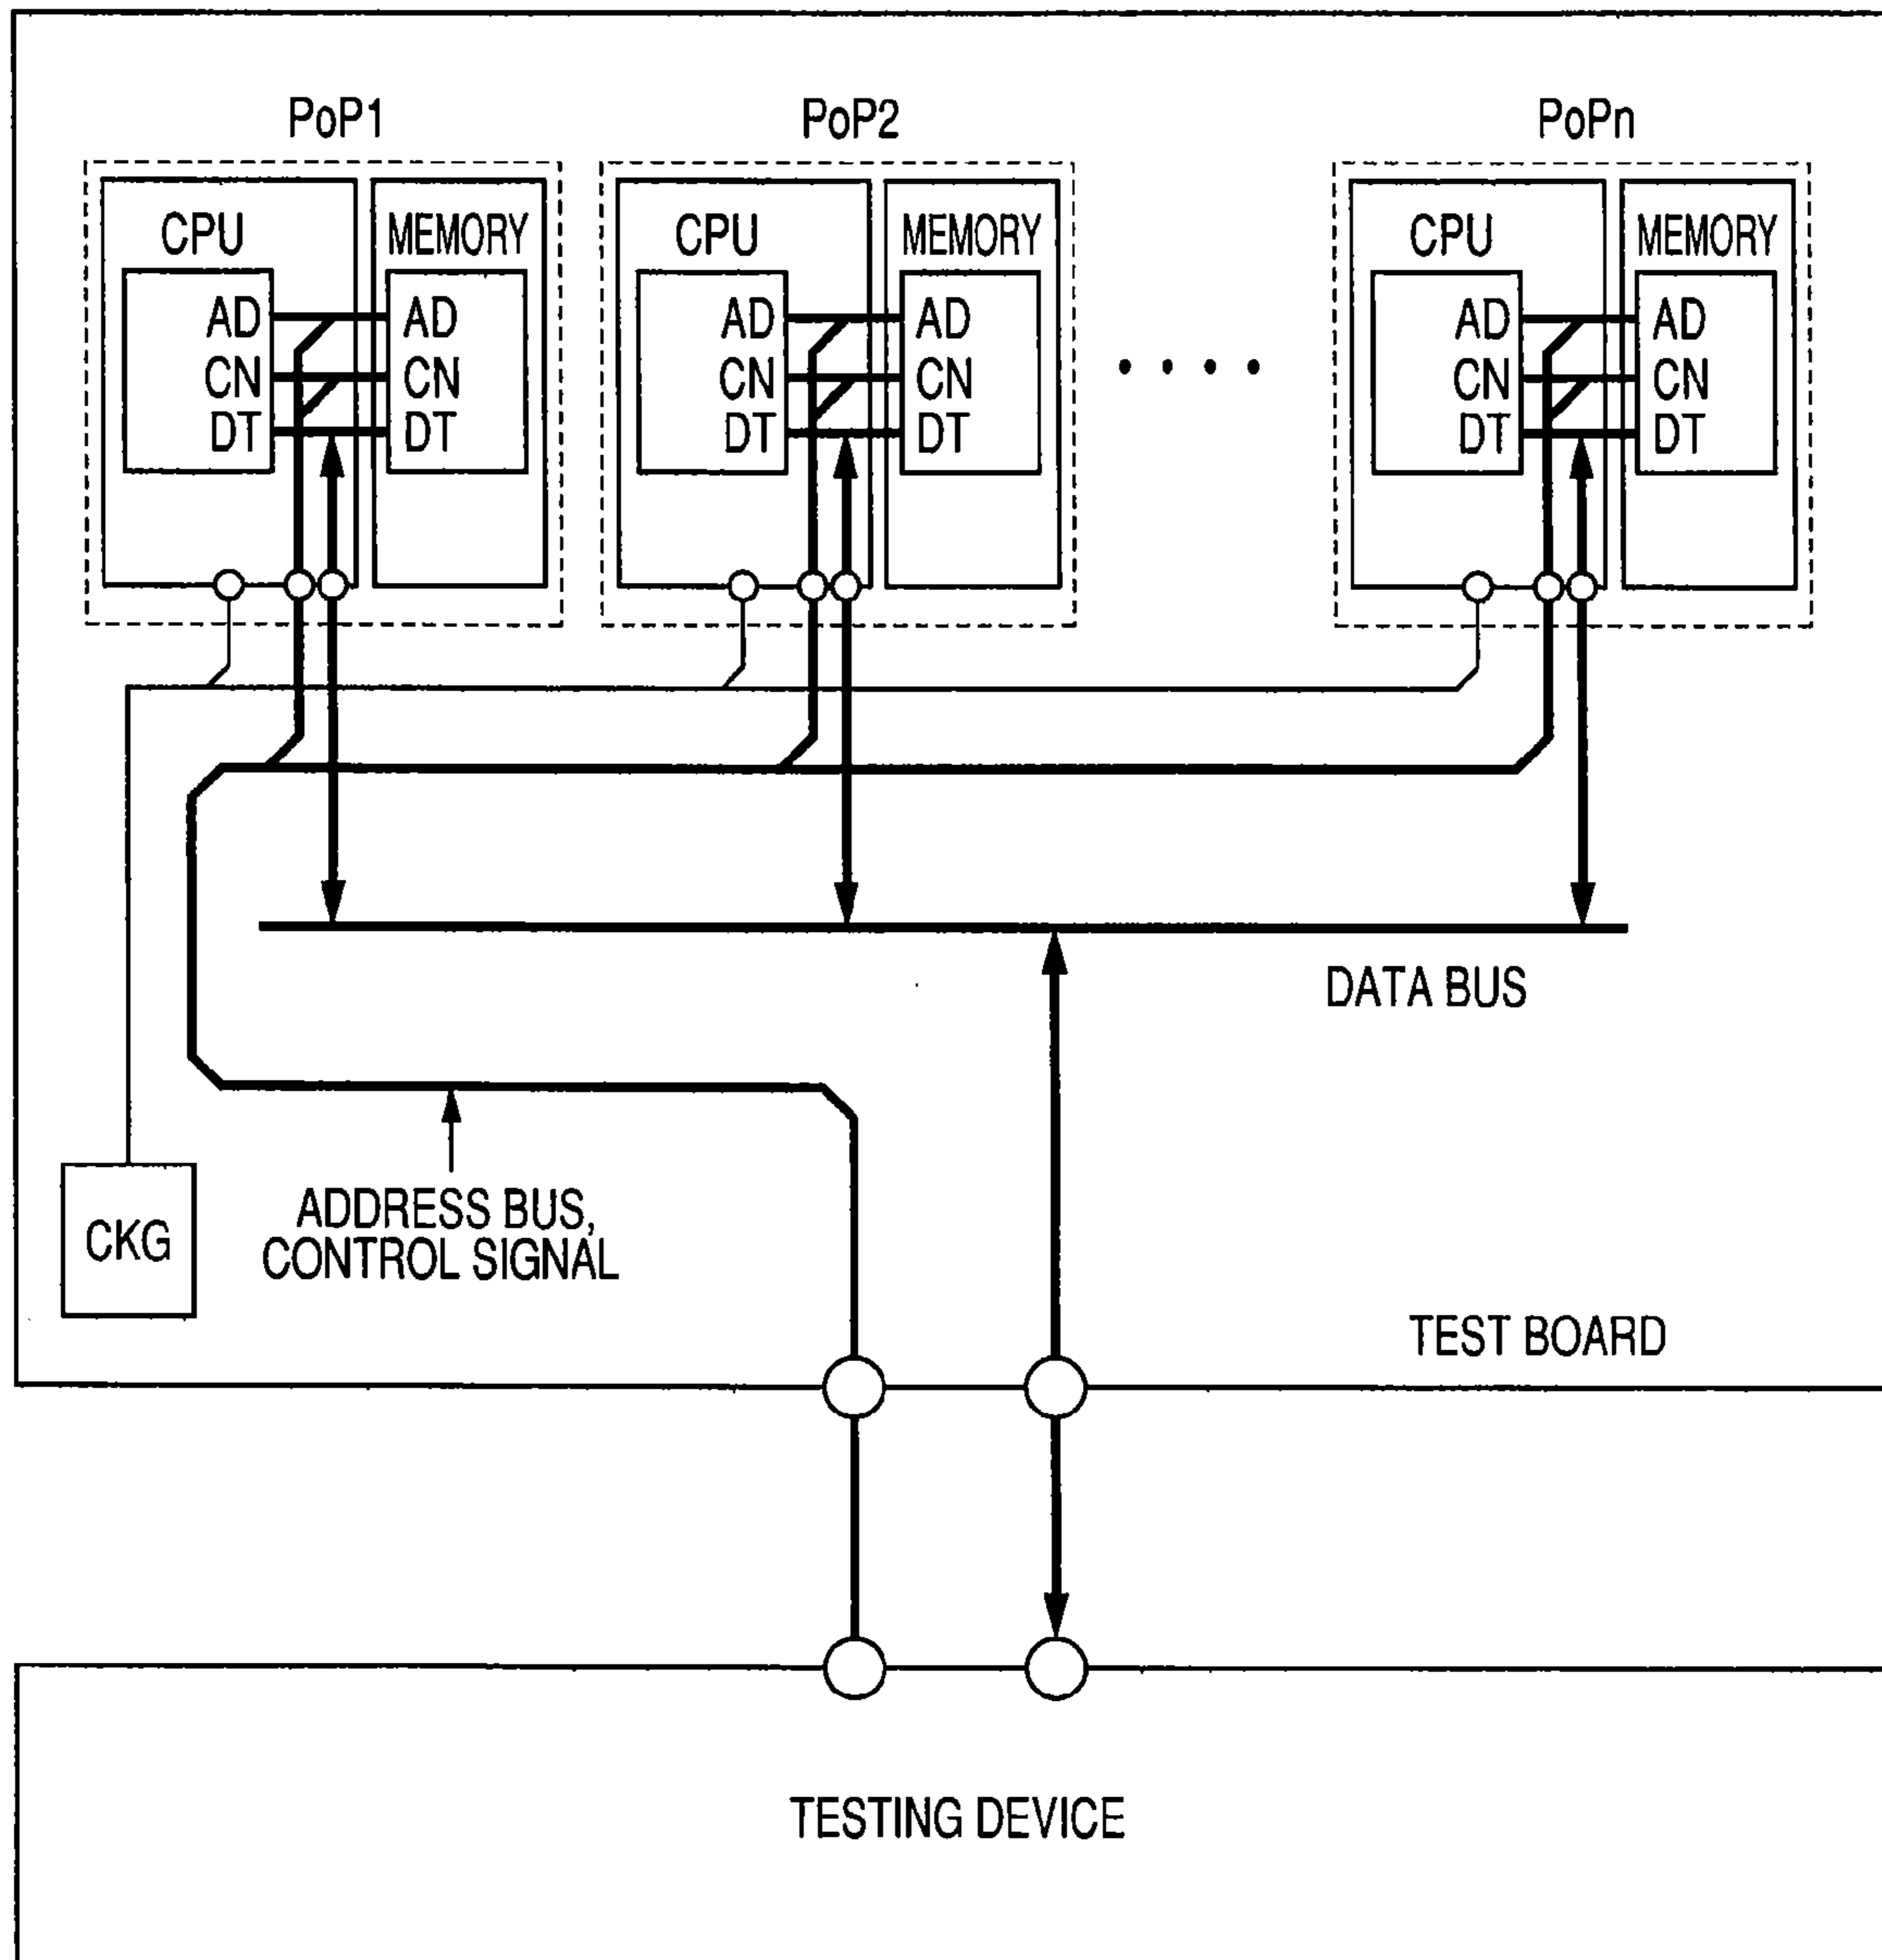 PoP1 PoP2 PoPn
CPU MEMORY CPU MEMORY CPU MEMORY
AD AD AD AD AD AD
CN CN CN CN CN CN
DT DT DT DT DT DT
DATA BUS
ADDRESS BUS,
CONTROL SIGNAL
CKG
TEST BOARD
TESTING DEVICE